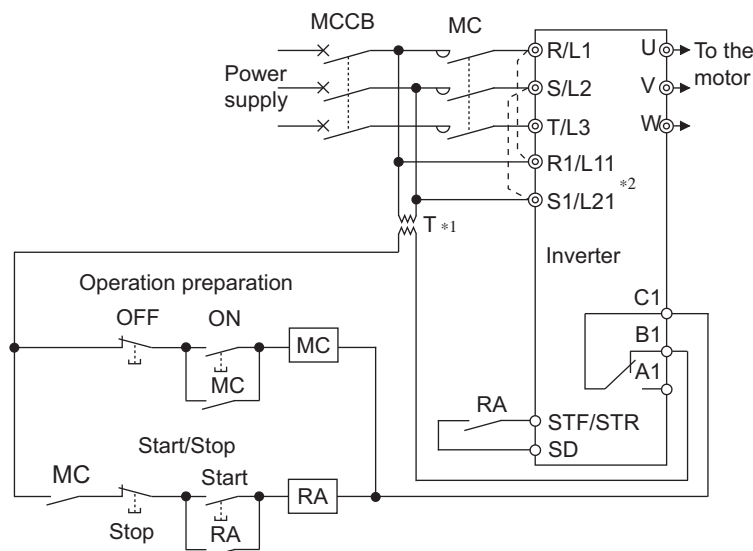 MCCB
MC
Power
supply
R/L1
S/L2
T/L3
R1/L11
*2
S1/L21
U
V
W
To the
motor
T *1
Inverter
Operation preparation
OFF
ON
MC
MC
C1
B1
A1
RA
STF/STR
SD
Start/Stop
MC
Start
RA
Stop
RA